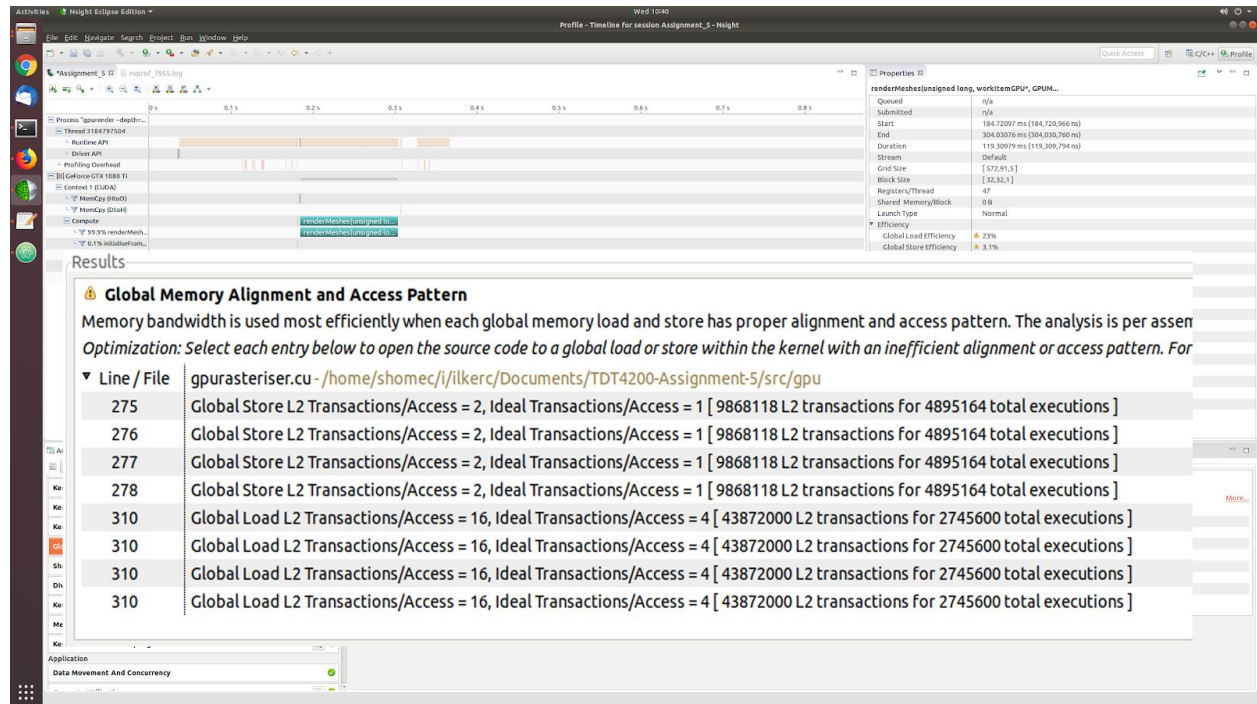 Activities
Nsight Eclipse Edition
Wed 10:40
Profile - Timeline for session Assignment_5 - Nsight
File Edit Navigate Search Project Run Window Help
Quick Access
C/C++
Profile
*Assignment_5
nvprof_7955.log
0 s 0.1 s 0.2 s 0.3 s 0.4 s 0.5 s 0.6 s 0.7 s 0.8 s
Process "gpurender --depth=...
Thread 3184797504
Runtime API
Driver API
Profiling Overhead
[0] GeForce GTX 1080 Ti
Context 1 (CUDA)
MemCpy (HtoD)
MemCpy (DtoH)
Compute
renderMeshes(unsigned lo...
99.9% renderMesh...
renderMeshes(unsigned lo...
0.1% initialiseFram...
Properties
renderMeshes(unsigned long, workItemGPU*, GPUM...
Queued n/a
Submitted n/a
Start 184.72097 ms (184,720,966 ns)
End 304.03076 ms (304,030,760 ns)
Duration 119.30979 ms (119,309,794 ns)
Stream Default
Grid Size [ 572,91,5 ]
Block Size [ 32,32,1 ]
Registers/Thread 47
Shared Memory/Block 0 B
Launch Type Normal
Efficiency
Global Load Efficiency 23%
Global Store Efficiency 3.1%
Results
Global Memory Alignment and Access Pattern
Memory bandwidth is used most efficiently when each global memory load and store has proper alignment and access pattern. The analysis is per assem
Optimization: Select each entry below to open the source code to a global load or store within the kernel with an inefficient alignment or access pattern. For
Line / File gpurasteriser.cu - /home/shomec/i/ilkerc/Documents/TDT4200-Assignment-5/src/gpu
275 Global Store L2 Transactions/Access = 2, Ideal Transactions/Access = 1 [ 9868118 L2 transactions for 4895164 total executions ]
276 Global Store L2 Transactions/Access = 2, Ideal Transactions/Access = 1 [ 9868118 L2 transactions for 4895164 total executions ]
277 Global Store L2 Transactions/Access = 2, Ideal Transactions/Access = 1 [ 9868118 L2 transactions for 4895164 total executions ]
278 Global Store L2 Transactions/Access = 2, Ideal Transactions/Access = 1 [ 9868118 L2 transactions for 4895164 total executions ]
310 Global Load L2 Transactions/Access = 16, Ideal Transactions/Access = 4 [ 43872000 L2 transactions for 2745600 total executions ]
310 Global Load L2 Transactions/Access = 16, Ideal Transactions/Access = 4 [ 43872000 L2 transactions for 2745600 total executions ]
310 Global Load L2 Transactions/Access = 16, Ideal Transactions/Access = 4 [ 43872000 L2 transactions for 2745600 total executions ]
310 Global Load L2 Transactions/Access = 16, Ideal Transactions/Access = 4 [ 43872000 L2 transactions for 2745600 total executions ]
More...
Application
Data Movement And Concurrency